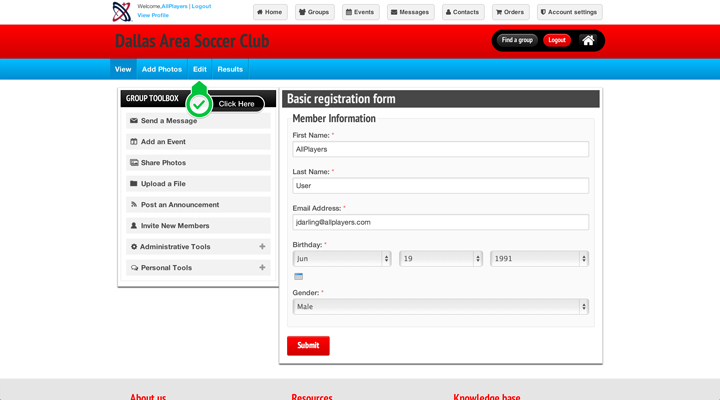 Welcome,AllPlayers | Logout
View Profile
Home
Groups
Events
Messages
Contacts
Orders
Account settings
Dallas Area Soccer Club
Find a group
Logout
View
Add Photos
Edit
Results
Click Here
GROUP TOOLBOX
Send a Message
Add an Event
Share Photos
Upload a File
Post an Announcement
Invite New Members
Administrative Tools
Personal Tools
Basic registration form
Member Information
First Name: *
AllPlayers
Last Name: *
User
Email Address: *
jdarling@allplayers.com
Birthday: *
Jun
19
1991
Gender: *
Male
Submit
About us
Resources
Knowledge base